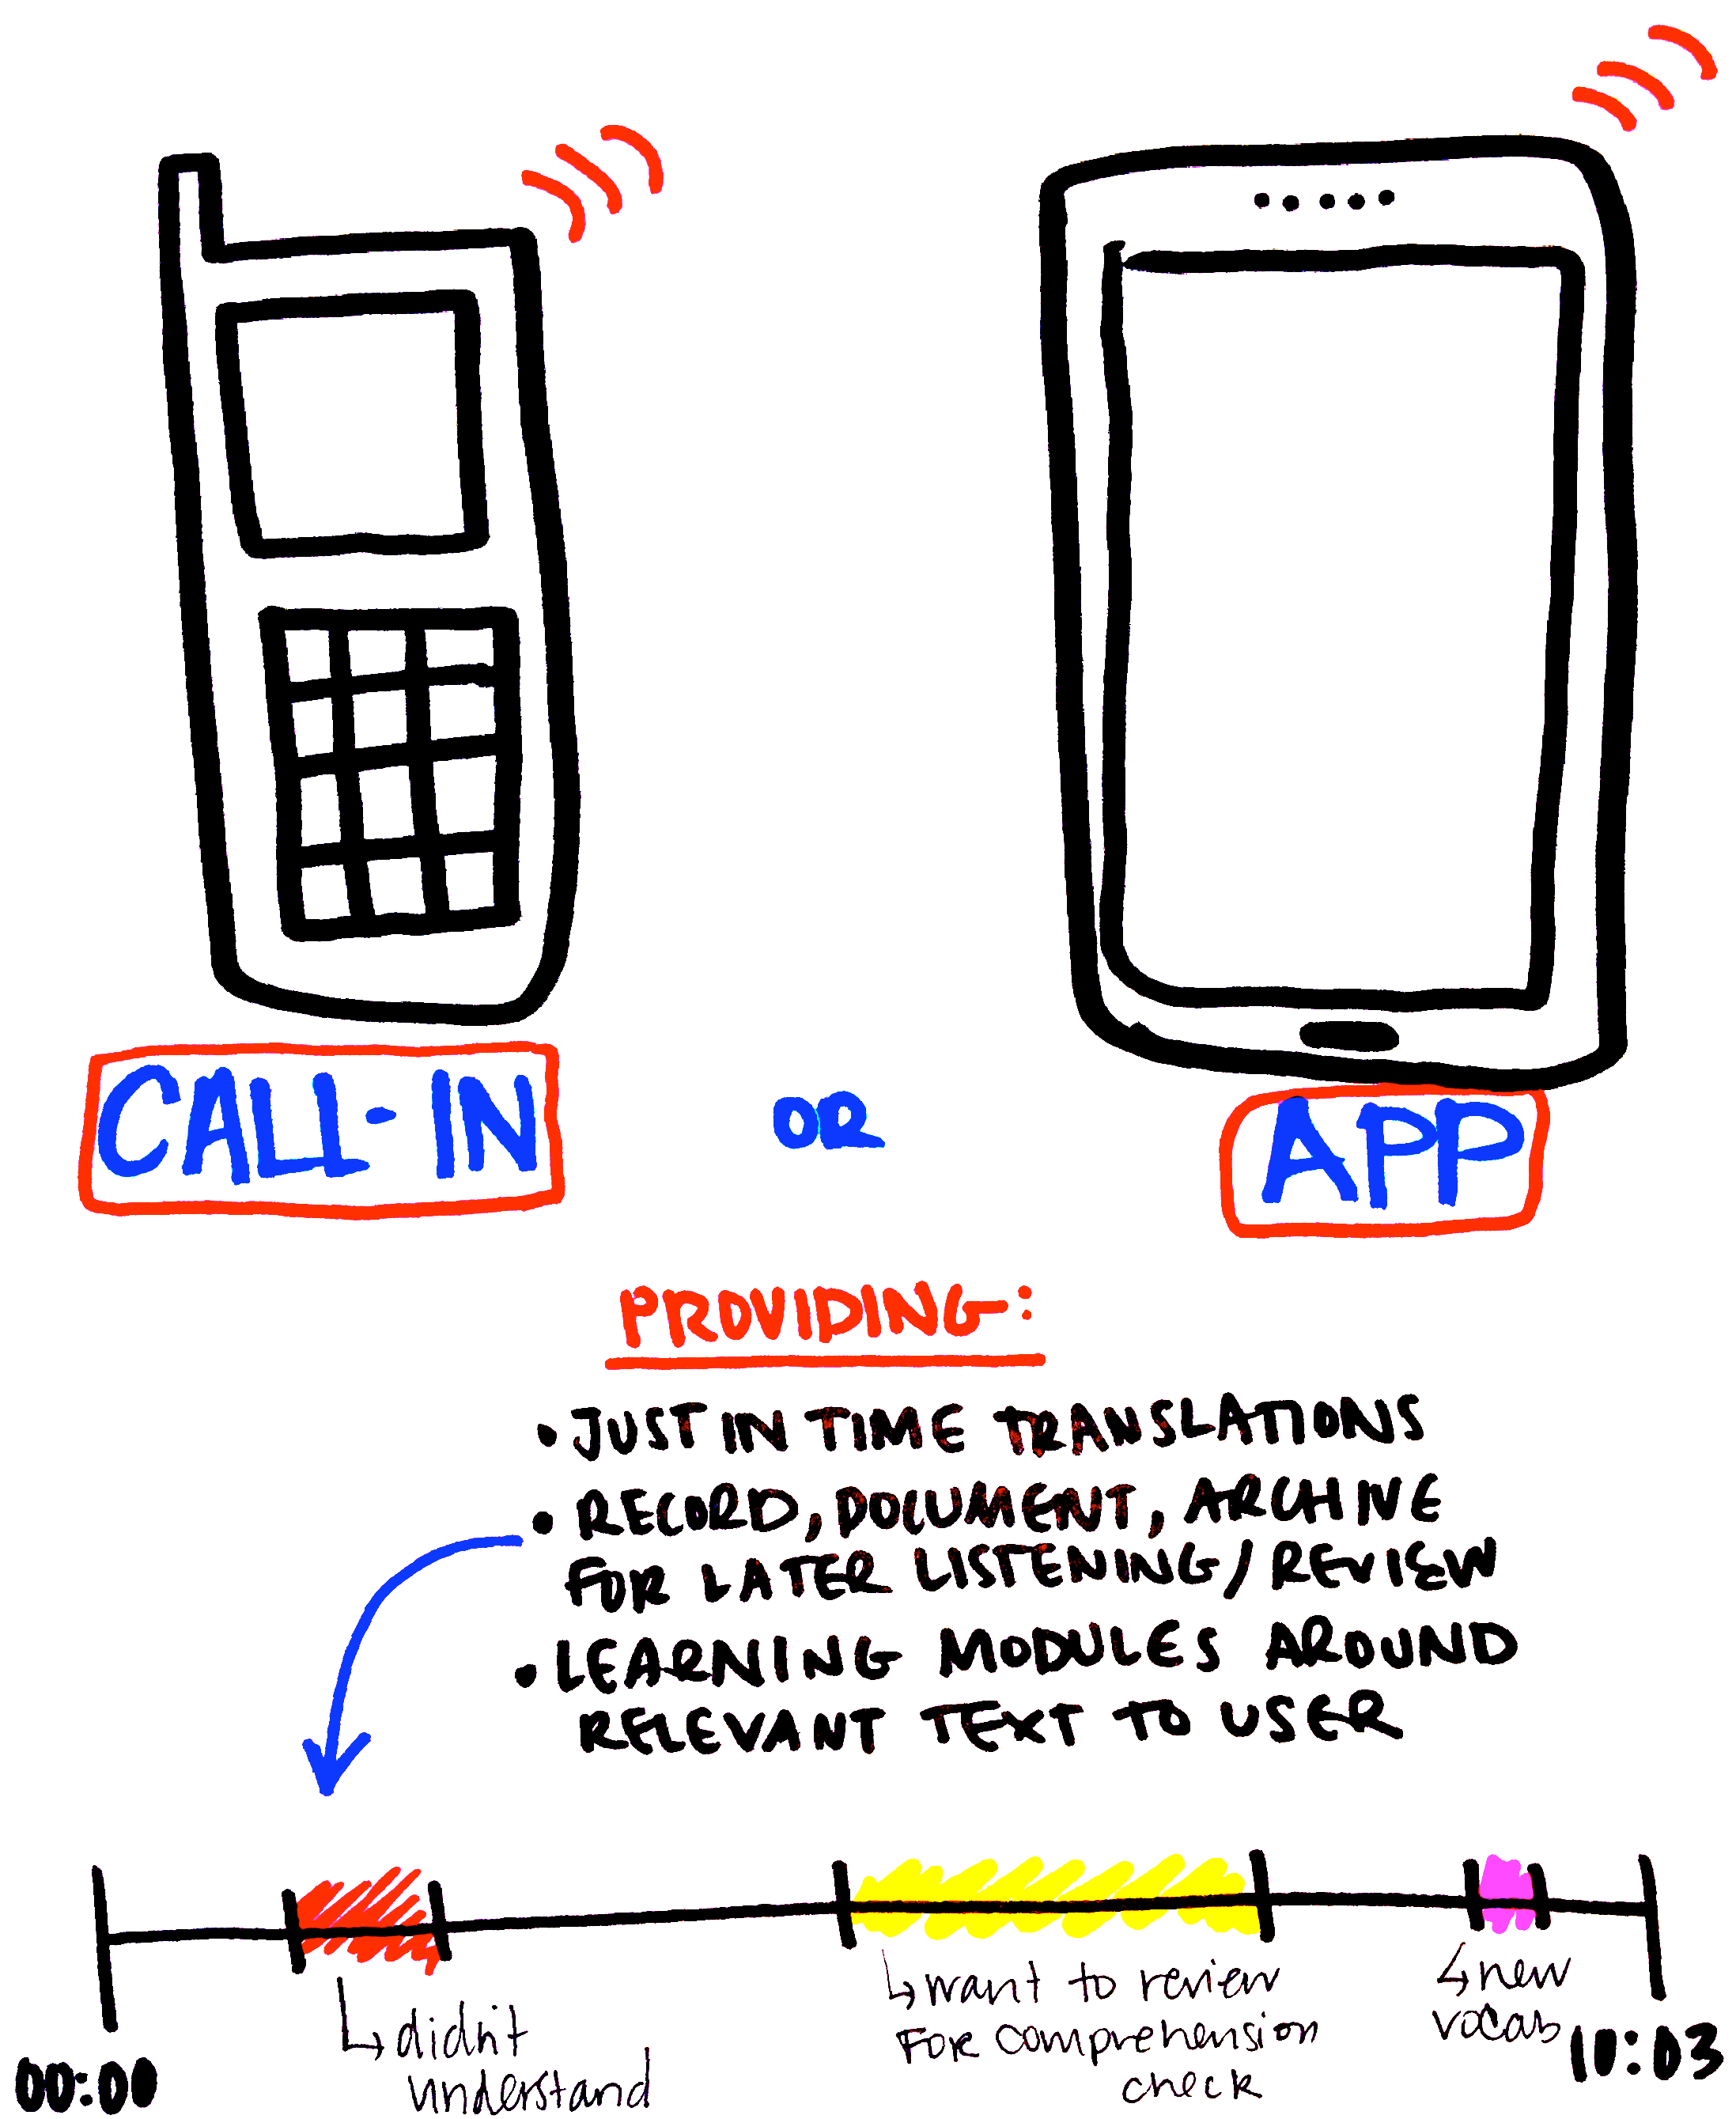 CALL-IN OR APP
PROVIDING:
• JUST IN TIME TRANSLATIONS
• RECORD, DOCUMENT, ARCHIVE
FOR LATER LISTENING/REVIEW
• LEARNING MODULES AROUND
RELEVANT TEXT TO USER
didn't
understand
want to review
for comprehension
check
new
vocab
00:00
10:03